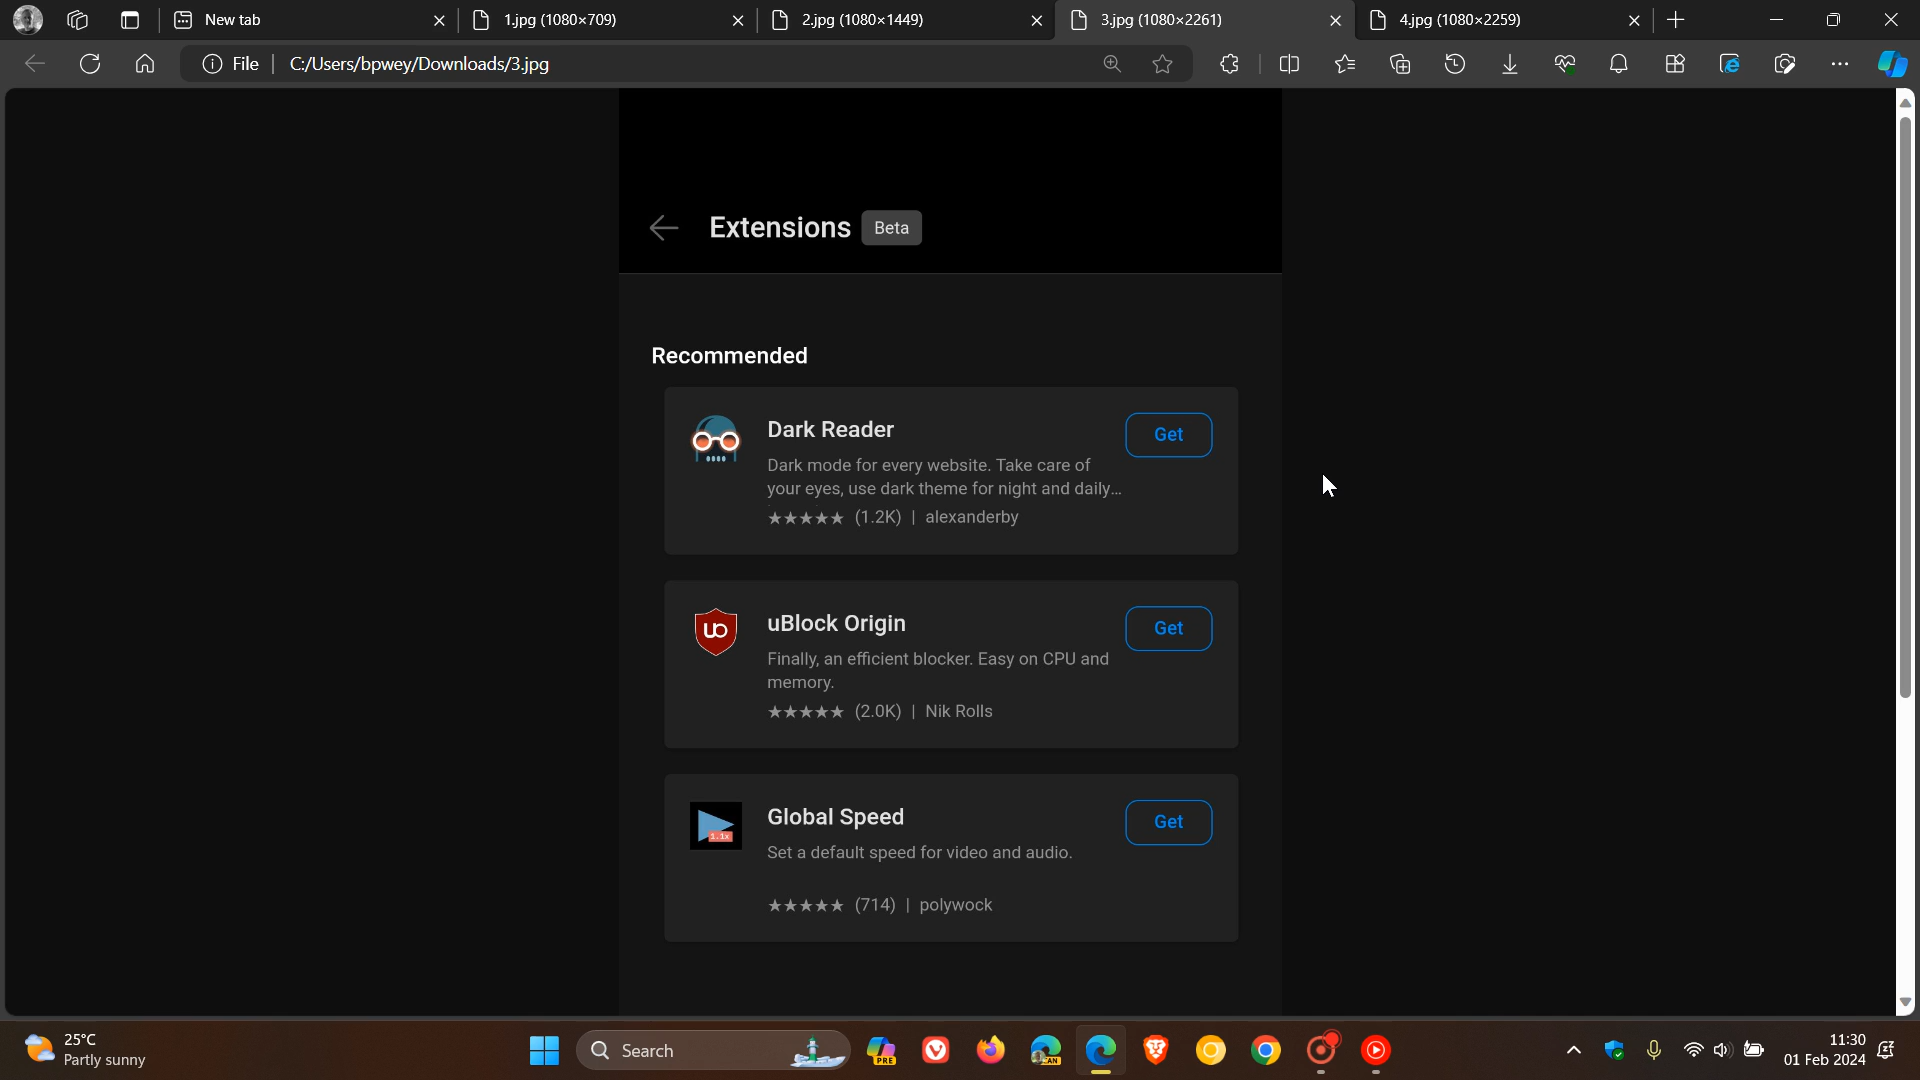 New tab
1.jpg (1080×709)
2.jpg (1080×1449)
3.jpg (1080×2261)
4.jpg (1080×2259)
File
C:/Users/bpwey/Downloads/3.jpg
Extensions Beta
Recommended
Dark Reader
Get
Dark mode for every website. Take care of
your eyes, use dark theme for night and daily...
★★★★★ (1.2K) | alexanderby
uBlock Origin
Get
Finally, an efficient blocker. Easy on CPU and
memory.
★★★★★ (2.0K) | Nik Rolls
1.1x
Global Speed
Get
Set a default speed for video and audio.
★★★★★ (714) | polywock
25°C
Partly sunny
Search
PRE
CAN
11:30
01 Feb 2024